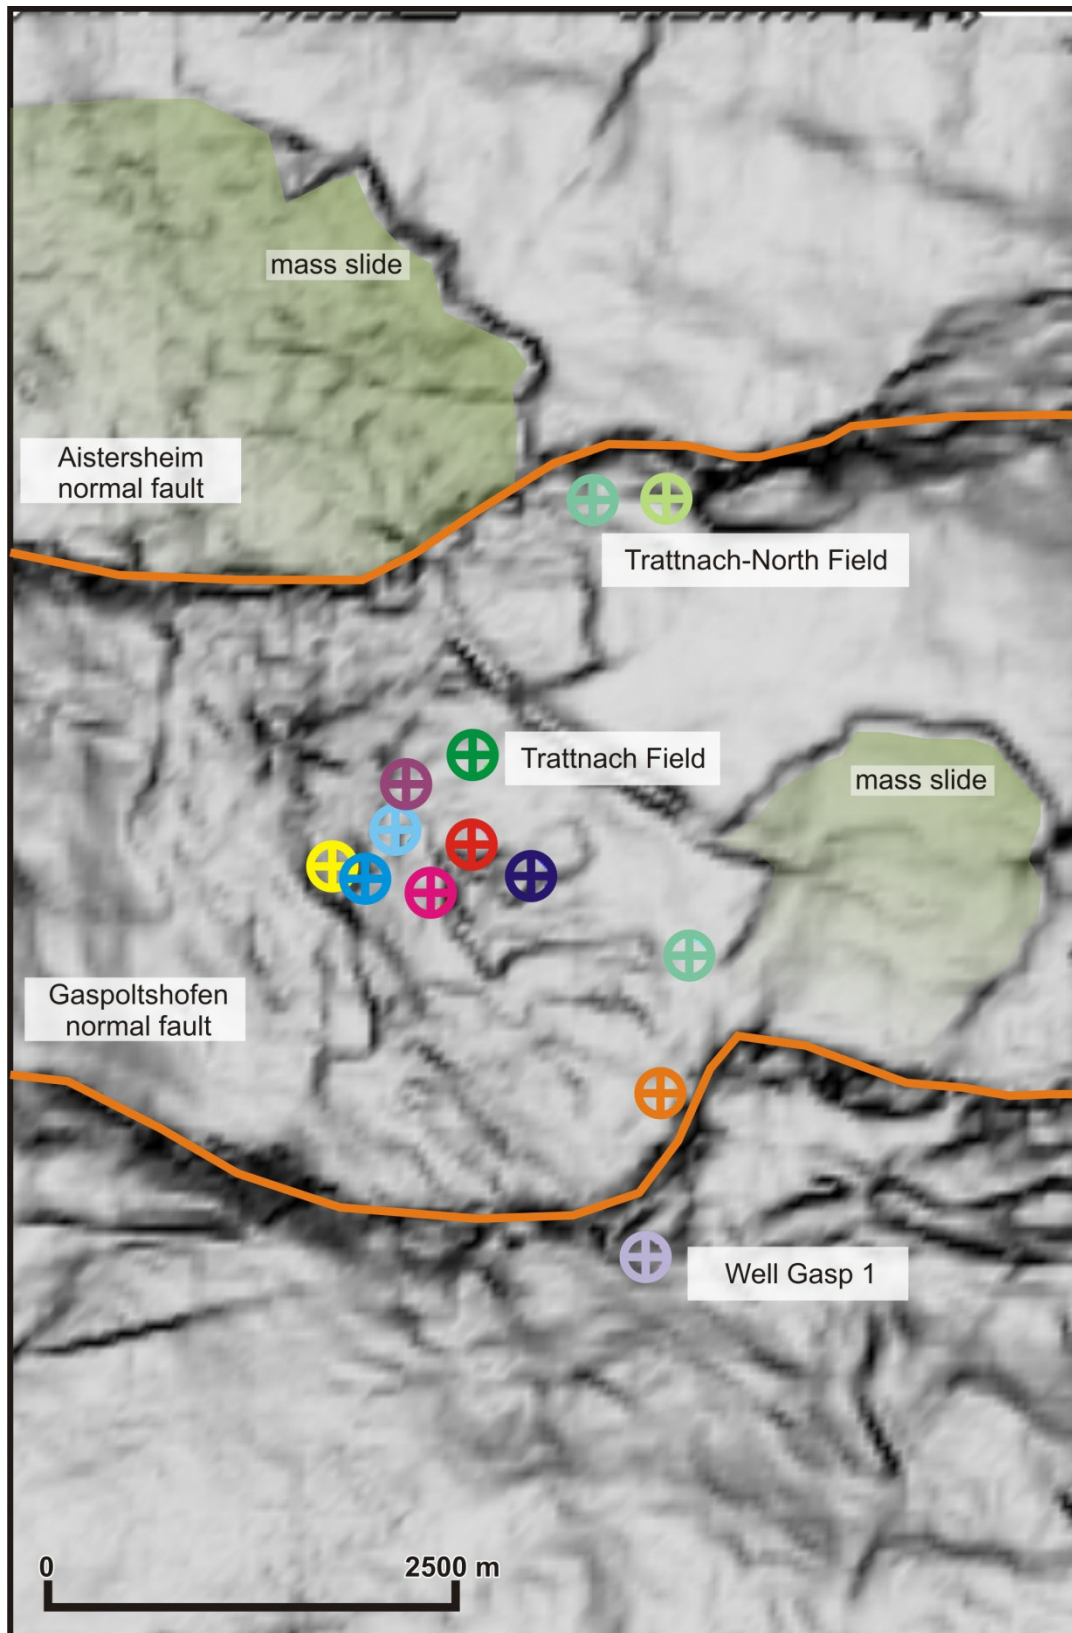 mass slide
Aistersheim
normal fault
Trattnach-North Field
Trattnach Field
mass slide
Gaspoltshofen
normal fault
Well Gasp 1
0
2500 m